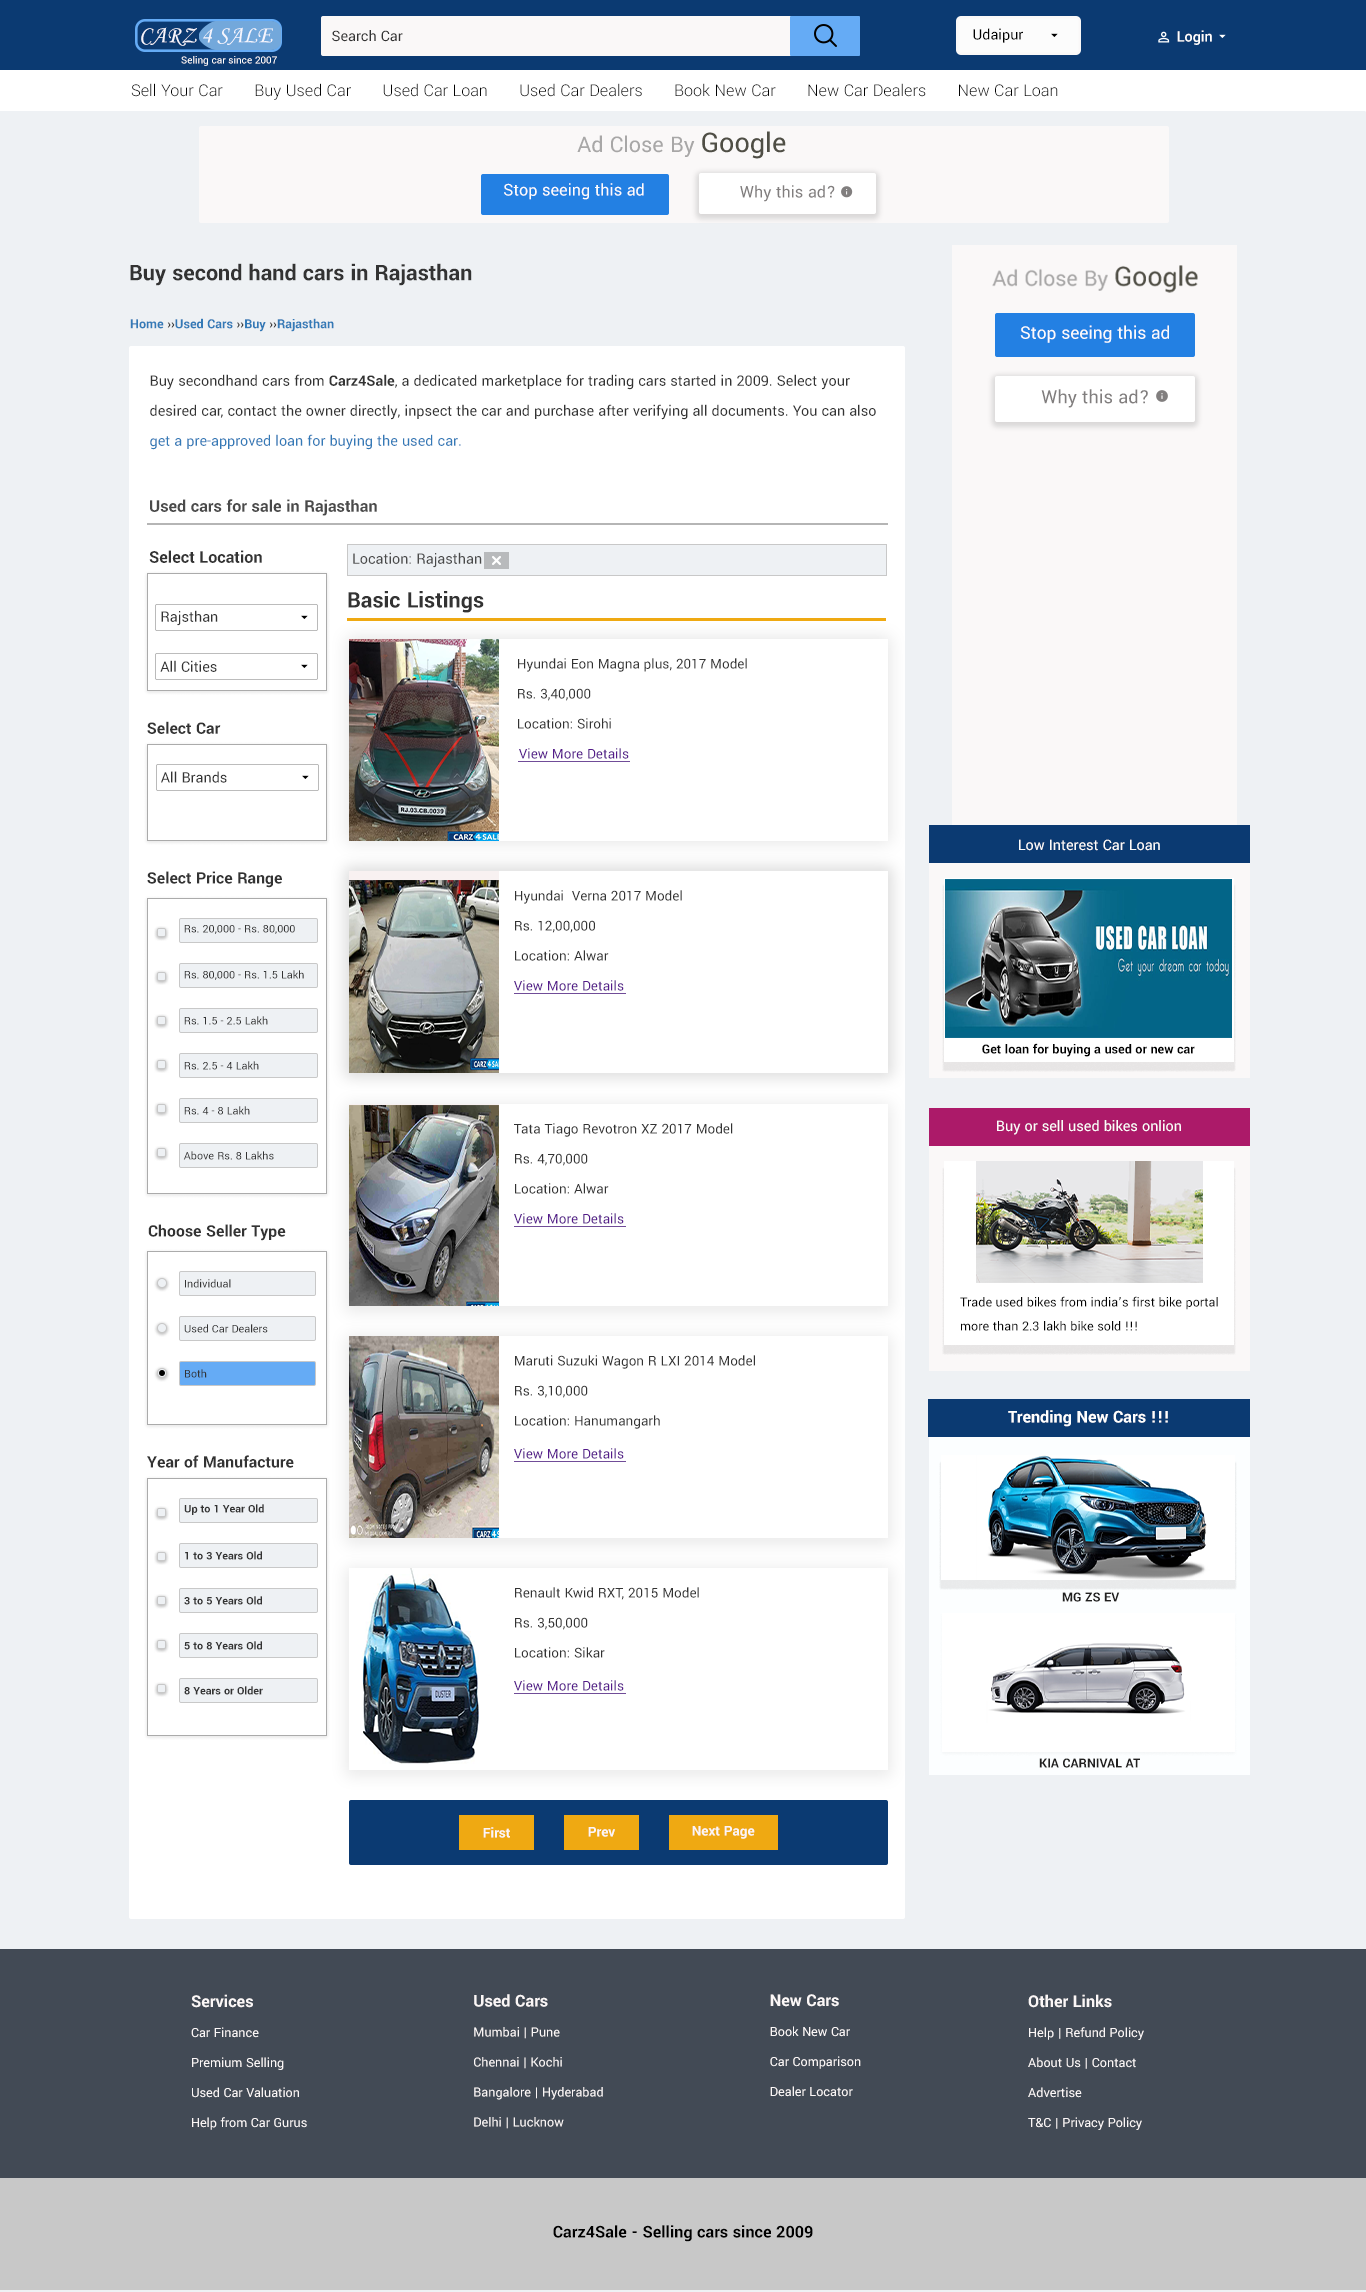 CARZ 4 SALE
Seling car since 2007
Search Car
Udaipur
Login
Sell Your Car
Buy Used Car
Used Car Loan
Used Car Dealers
Book New Car
New Car Dealers
New Car Loan
Ad Close By Google
Stop seeing this ad
Why this ad?
Buy second hand cars in Rajasthan
Home ››Used Cars ››Buy ››Rajasthan
Buy secondhand cars from Carz4Sale, a dedicated marketplace for trading cars started in 2009. Select your
desired car, contact the owner directly, inpsect the car and purchase after verifying all documents. You can also
get a pre-approved loan for buying the used car.
Used cars for sale in Rajasthan
Select Location
Rajsthan
All Cities
Select Car
All Brands
Select Price Range
Rs. 20,000 - Rs. 80,000
Rs. 80,000 - Rs. 1.5 Lakh
Rs. 1.5 - 2.5 Lakh
Rs. 2.5 - 4 Lakh
Rs. 4 - 8 Lakh
Above Rs. 8 Lakhs
Choose Seller Type
Individual
Used Car Dealers
Both
Year of Manufacture
Up to 1 Year Old
1 to 3 Years Old
3 to 5 Years Old
5 to 8 Years Old
8 Years or Older
Location: Rajasthan
Basic Listings
RJ.03.CB.0039
CARZ 4 SALE
Hyundai Eon Magna plus, 2017 Model
Rs. 3,40,000
Location: Sirohi
View More Details
CARZ 4 SAL
Hyundai  Verna 2017 Model
Rs. 12,00,000
Location: Alwar
View More Details
Tata Tiago Revotron XZ 2017 Model
Rs. 4,70,000
Location: Alwar
View More Details
CARZ 4
Maruti Suzuki Wagon R LXI 2014 Model
Rs. 3,10,000
Location: Hanumangarh
View More Details
DUSTER
Renault Kwid RXT, 2015 Model
Rs. 3,50,000
Location: Sikar
View More Details
First
Prev
Next Page
Ad Close By Google
Stop seeing this ad
Why this ad?
Low Interest Car Loan
USED CAR LOAN
Get your dream car today
Get loan for buying a used or new car
Buy or sell used bikes onlion
Trade used bikes from india's first bike portal
more than 2.3 lakh bike sold !!!
Trending New Cars !!!
MG ZS EV
KIA CARNIVAL AT
Services
Car Finance
Premium Selling
Used Car Valuation
Help from Car Gurus
Used Cars
Mumbai | Pune
Chennai | Kochi
Bangalore | Hyderabad
Delhi | Lucknow
New Cars
Book New Car
Car Comparison
Dealer Locator
Other Links
Help | Refund Policy
About Us | Contact
Advertise
T&C | Privacy Policy
Carz4Sale - Selling cars since 2009